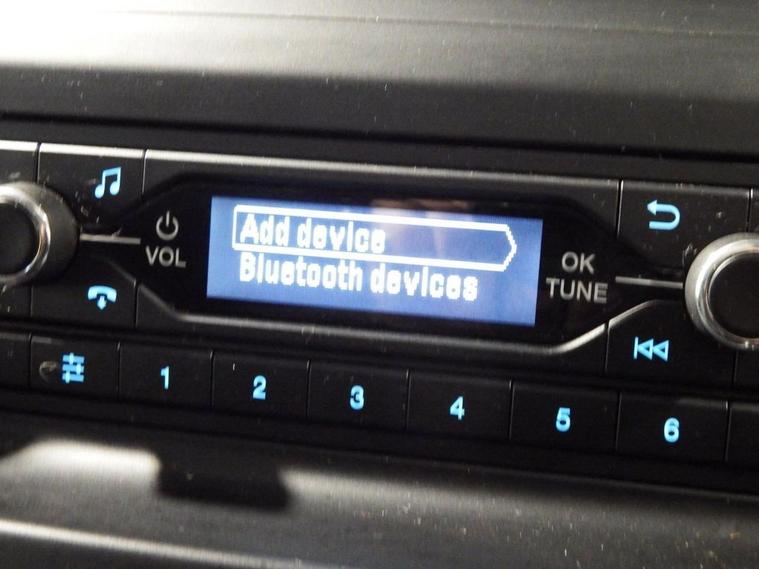 Add device
Bluetooth devices
VOL
OK
TUNE
1 2 3 4 5 6